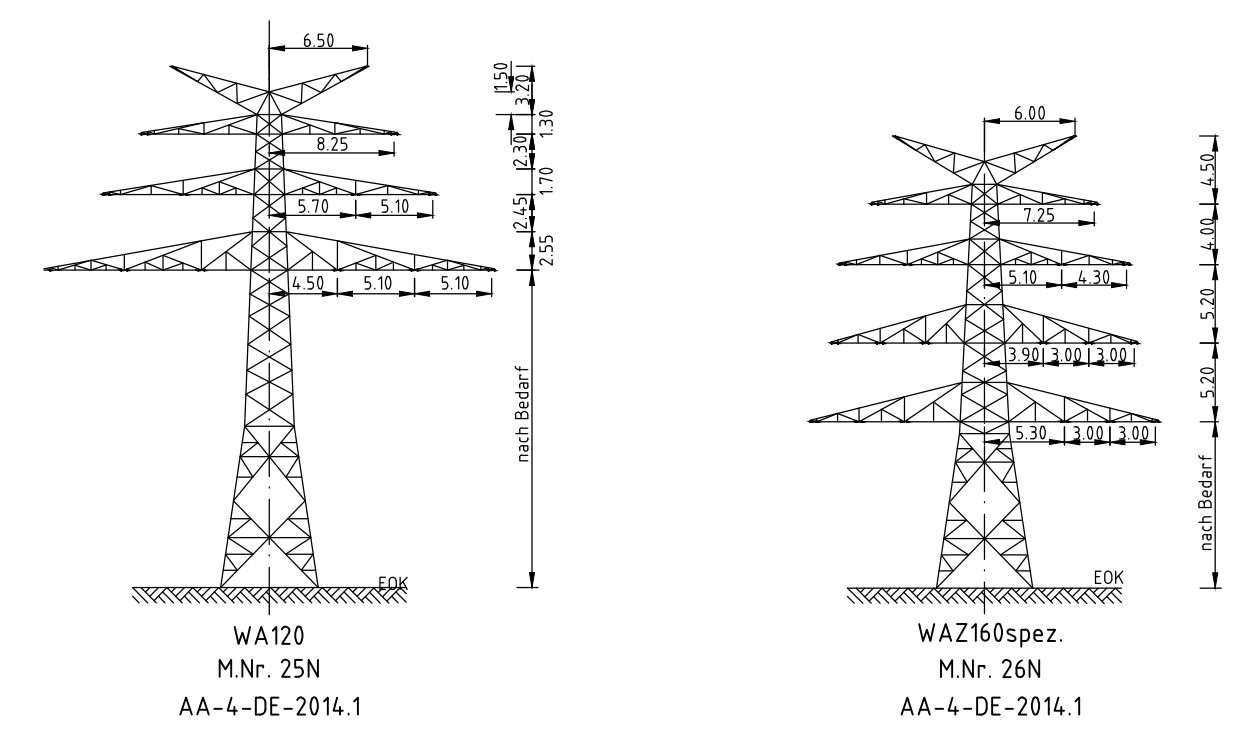 6.50
1.50
3.20
1.30
8.25
2.30
1.70
5.70
5.10
2.45
2.55
4.50
5.10
5.10
nach Bedarf
EOK
WA120
M.Nr. 25N
AA-4-DE-2014.1
6.00
4.50
7.25
4.00
5.10
4.30
5.20
3.90
3.00
3.00
5.20
5.30
3.00
3.00
nach Bedarf
EOK
WAZ160spez.
M.Nr. 26N
AA-4-DE-2014.1